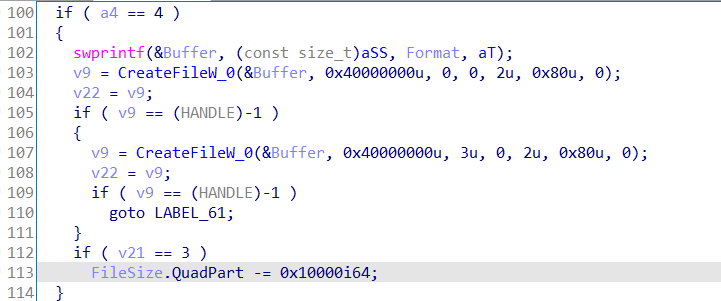 100 if ( a4 == 4 )
101 {
102 swprintf(&Buffer, (const size_t)aSS, Format, aT);
103 v9 = CreateFileW_0(&Buffer, 0x40000000u, 0, 0, 2u, 0x80u, 0);
104 v22 = v9;
105 if ( v9 == (HANDLE)-1 )
106 {
107 v9 = CreateFileW_0(&Buffer, 0x40000000u, 3u, 0, 2u, 0x80u, 0);
108 v22 = v9;
109 if ( v9 == (HANDLE)-1 )
110 goto LABEL_61;
111 }
112 if ( v21 == 3 )
113 FileSize.QuadPart -= 0x10000i64;
114 }